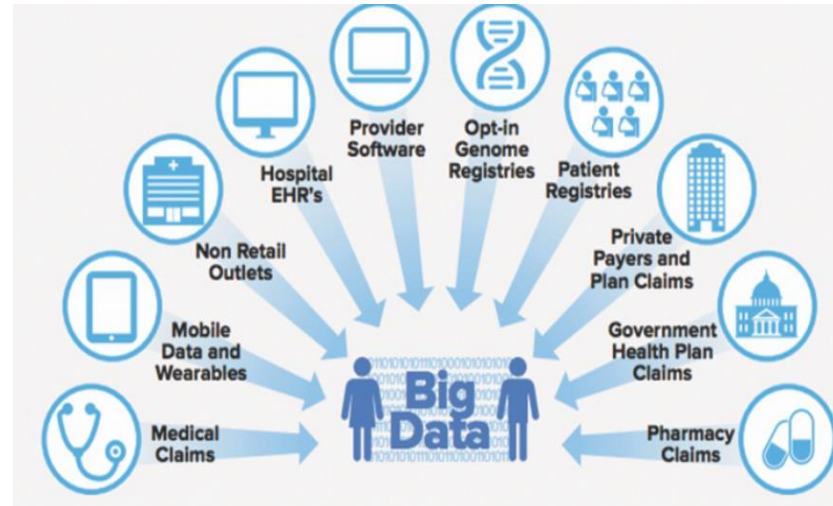 Provider
Software
Opt-in
Genome
Registries
Hospital
EHR's
Patient
Registries
Non Retail
Outlets
Private
Payers and
Plan Claims
Mobile
Data and
Wearables
Government
Health Plan
Claims
Medical
Claims
Big
Data
Pharmacy
Claims